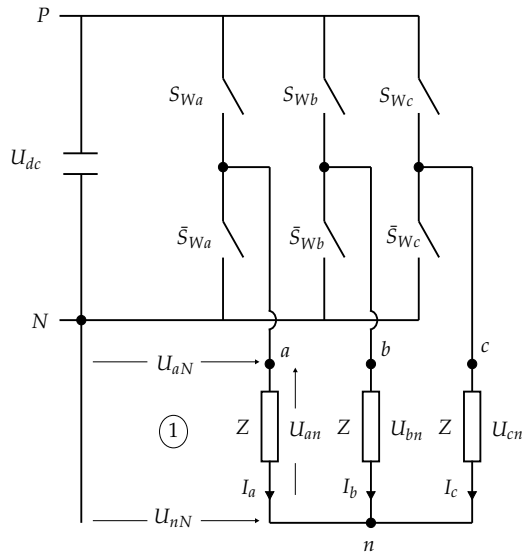 P
S_Wa S_Wb S_Wc
U_dc
S̄_Wa S̄_Wb S̄_Wc
N
a b c
U_aN
1 Z U_an Z U_bn Z U_cn
I_a I_b I_c
U_nN
n